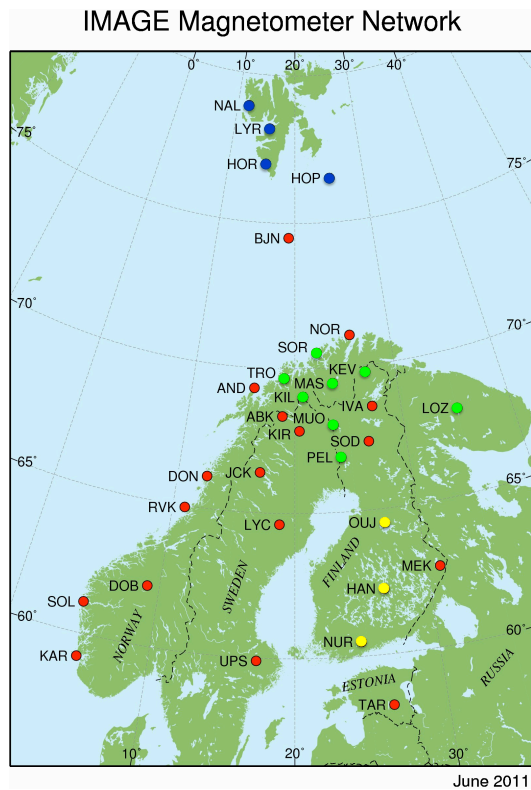 IMAGE Magnetometer Network
0° 10° 20° 30° 40°
NAL
LYR
75°
HOR
75°
HOP
BJN
70°
NOR
70°
SOR
TRO
KEV
AND
MAS
KIL
IVA
LOZ
ABK
MUO
KIR
SOD
65°
PEL
DON
JCK
65°
RVK
LYC
OUJ
FINLAND
MEK
SWEDEN
DOB
HAN
SOL
60°
NORWAY
60°
NUR
KAR
UPS
RUSSIA
ESTONIA
TAR
10° 20° 30°
June 2011